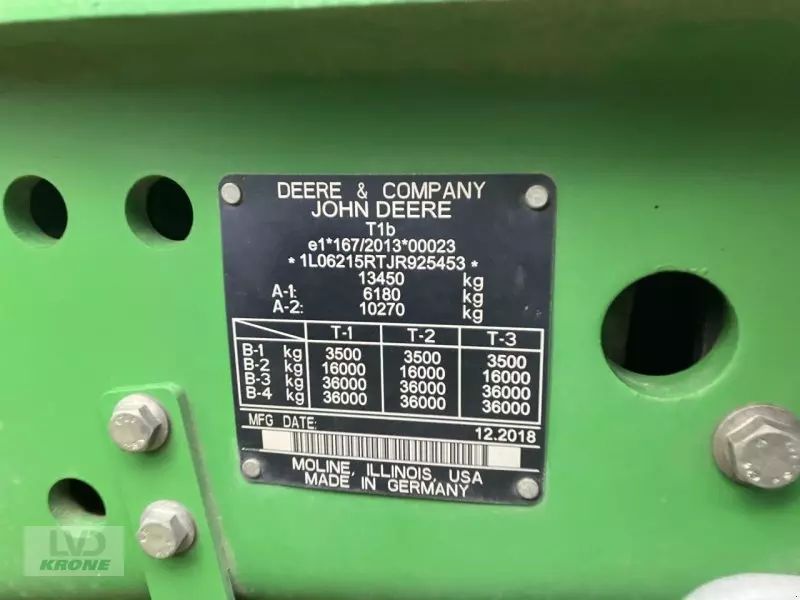 DEERE & COMPANY
JOHN DEERE
T1b
e1*167/2013*00023
* 1L06215RTJR925453 *
13450 kg
A-1: 6180 kg
A-2: 10270 kg
T-1 T-2 T-3
B-1 kg 3500 3500 3500
B-2 kg 16000 16000 16000
B-3 kg 36000 36000 36000
B-4 kg 36000 36000 36000
MFG DATE: 12.2018
MOLINE, ILLINOIS, USA
MADE IN GERMANY
LVD
KRONE